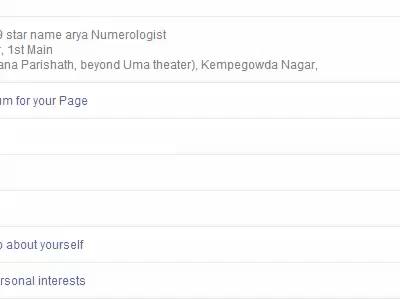 9 star name arya Numerologist
, 1st Main
ana Parishath, beyond Uma theater), Kempegowda Nagar,
um for your Page
about yourself
rsonal interests